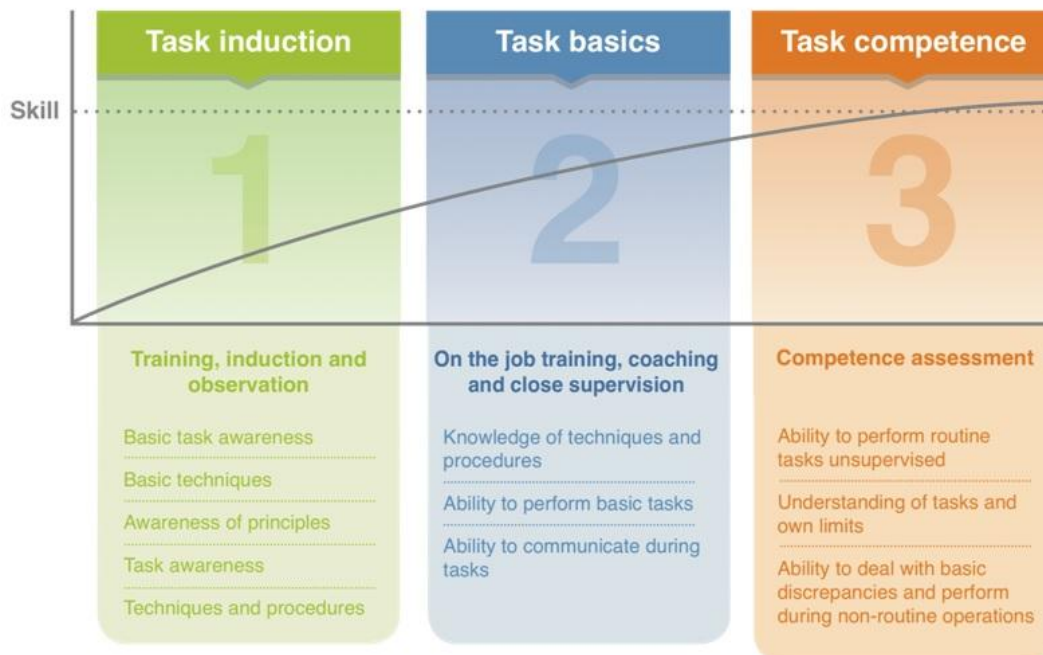 Task induction
Task basics
Task competence
Skill
1
2
3
Training, induction and
observation
Basic task awareness
Basic techniques
Awareness of principles
Task awareness
Techniques and procedures
On the job training, coaching
and close supervision
Knowledge of techniques and
procedures
Ability to perform basic tasks
Ability to communicate during
tasks
Competence assessment
Ability to perform routine
tasks unsupervised
Understanding of tasks and
own limits
Ability to deal with basic
discrepancies and perform
during non-routine operations